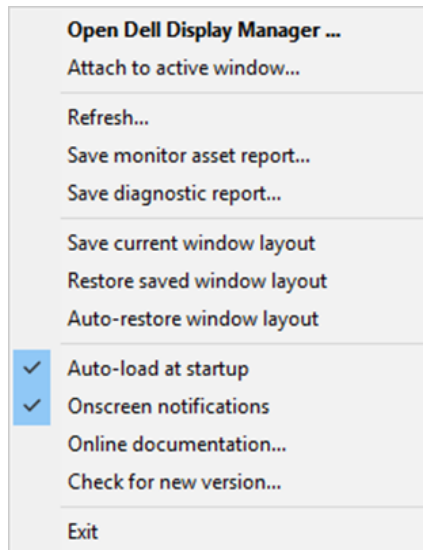 Open Dell Display Manager ...
Attach to active window...
Refresh...
Save monitor asset report...
Save diagnostic report...
Save current window layout
Restore saved window layout
Auto-restore window layout
Auto-load at startup
Onscreen notifications
Online documentation...
Check for new version...
Exit